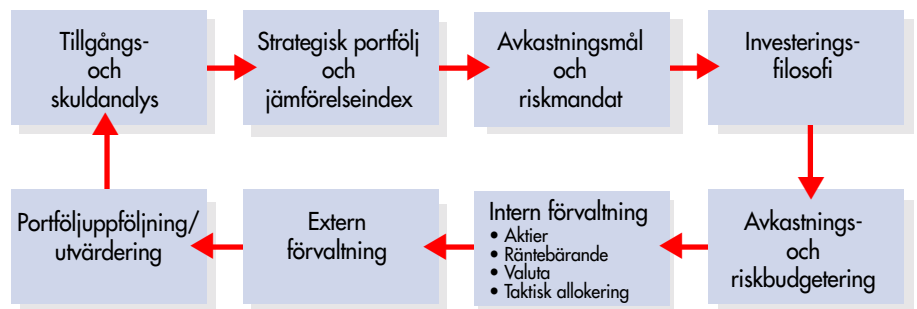 Tillgångs-
och
skuldanalys
Strategisk portfölj
och
jämförelseindex
Avkastningsmål
och
riskmandat
Investerings-
filosofi
Avkastnings-
och
riskbudgetering
Intern förvaltning
• Aktier
• Räntebärande
• Valuta
• Taktisk allokering
Extern
förvaltning
Portföljuppföljning/
utvärdering